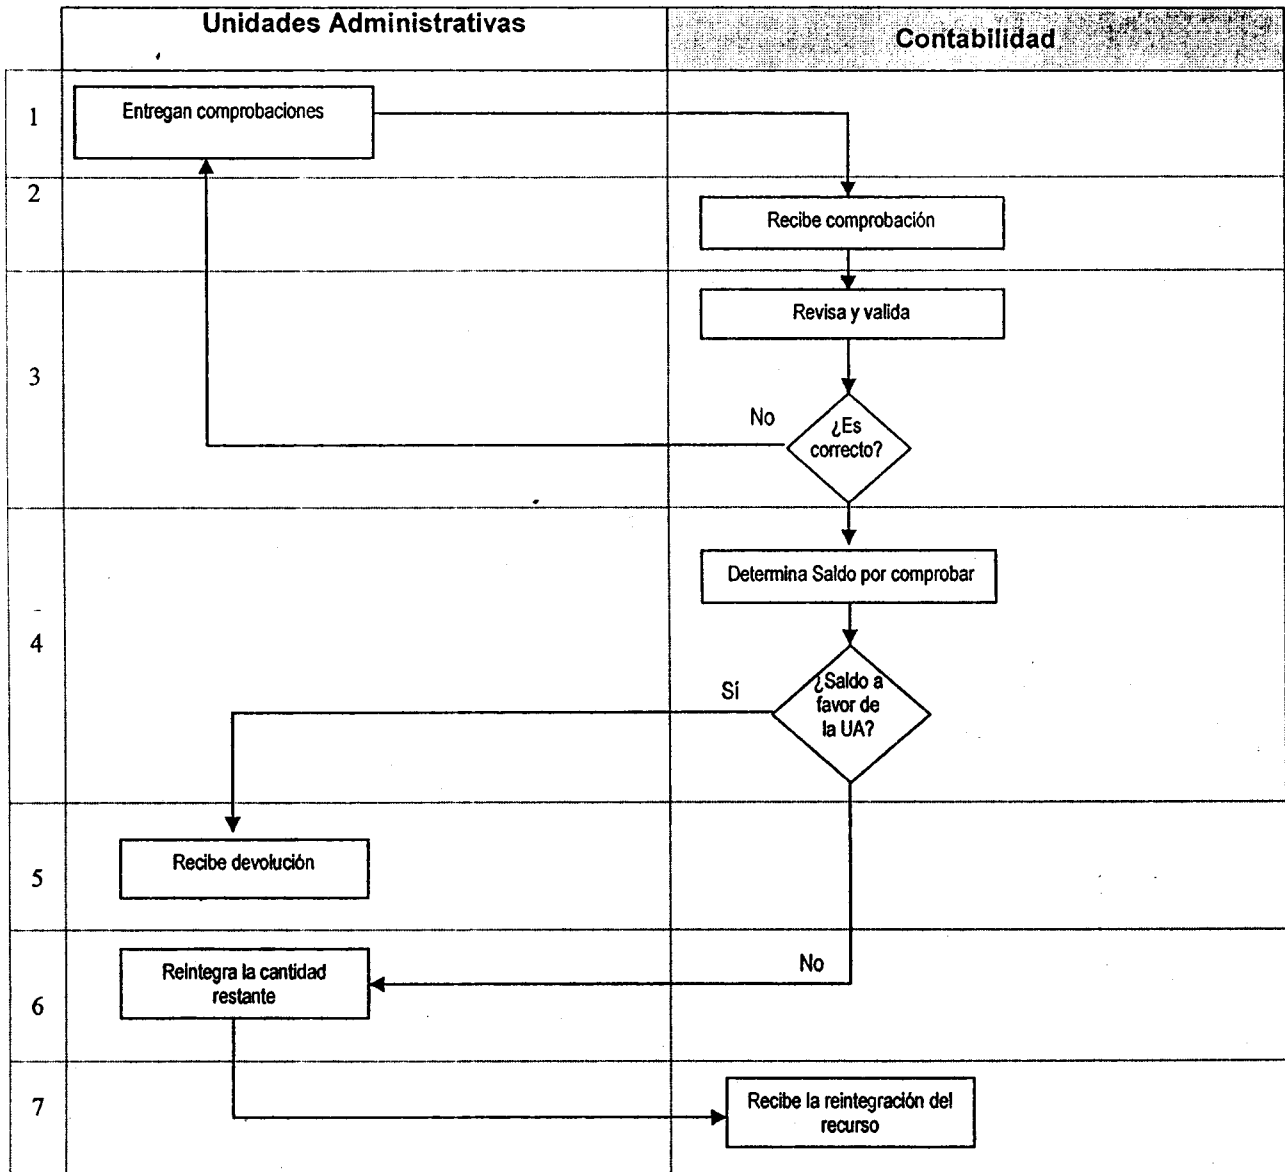 Unidades Administrativas
Contabilidad
1
Entregan comprobaciones
2
Recibe comprobación
Revisa y valida
3
No
¿Es
correcto?
Determina Saldo por comprobar
4
Sí
¿Saldo a
favor de
la UA?
Recibe devolución
5
Reintegra la cantidad
restante
No
6
7
Recibe la reintegración del
recurso